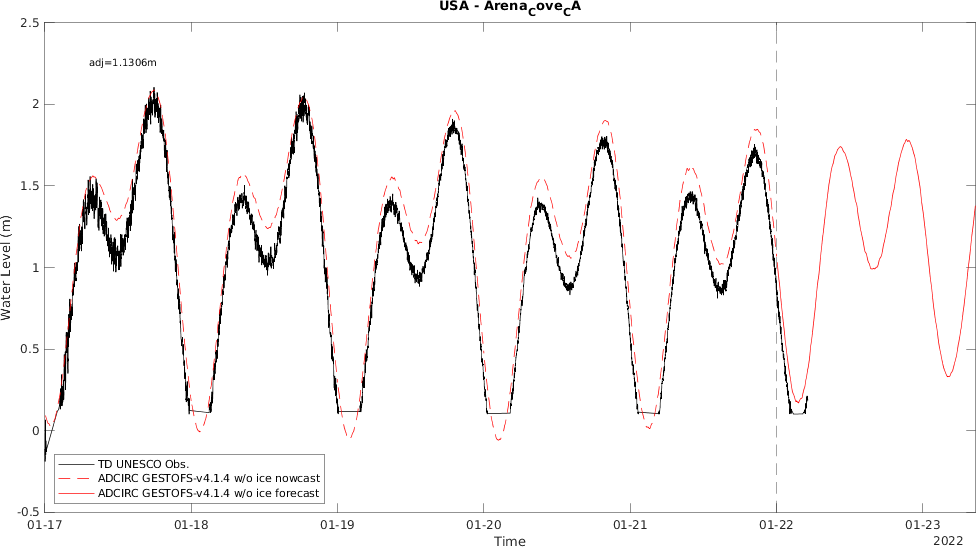 USA - ArenaCoveCA
adj=1.1306m
2.5
2
1.5
1
0.5
0
-0.5
Water Level (m)
TD UNESCO Obs.
ADCIRC GESTOFS-v4.1.4 w/o ice nowcast
ADCIRC GESTOFS-v4.1.4 w/o ice forecast
01-17 01-18 01-19 01-20 01-21 01-22 01-23
Time
2022